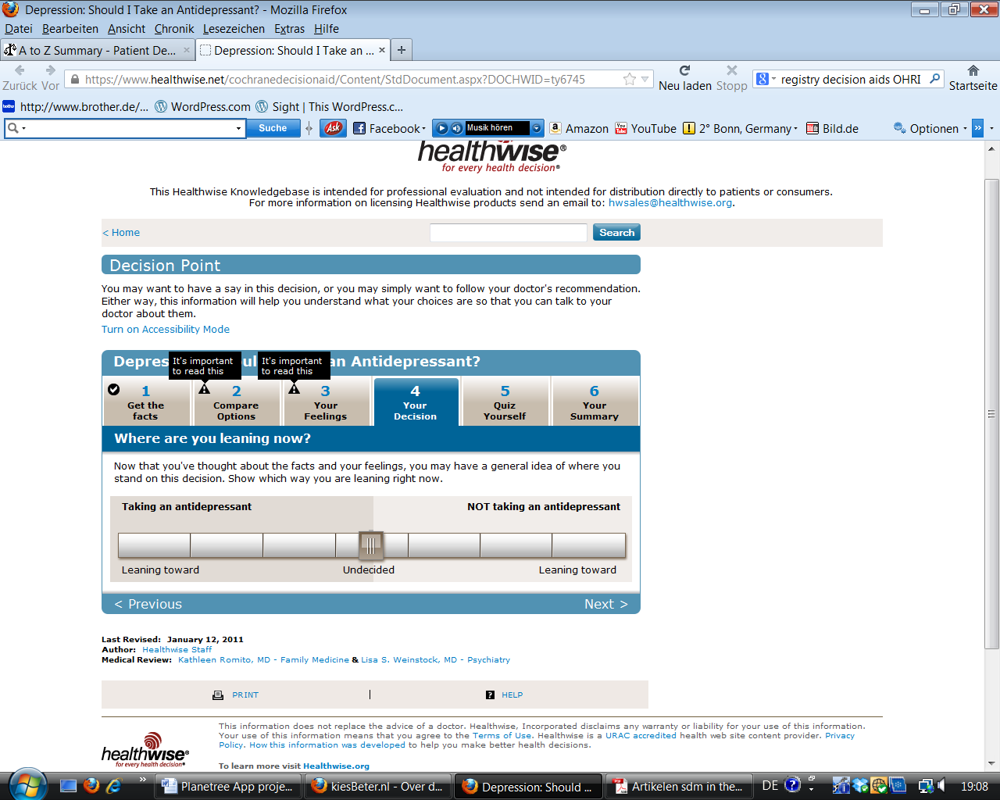 Depression: Should I Take an Antidepressant? - Mozilla Firefox
Datei Bearbeiten Ansicht Chronik Lesezeichen Extras Hilfe
A to Z Summary - Patient De... Depression: Should I Take an ...
Zurück Vor https://www.healthwise.net/cochranedecisionaid/Content/StdDocument.aspx?DOCHWID=ty6745 Neu laden Stopp registry decision aids OHRI Startseite
http://www.brother.de/... WordPress.com Sight | This WordPress.c...
Suche Ask Facebook Musik hören Amazon YouTube 2° Bonn, Germany Bild.de Optionen »
healthwise®
for every health decision®
This Healthwise Knowledgebase is intended for professional evaluation and not intended for distribution directly to patients or consumers.
For more information on licensing Healthwise products send an email to: hwsales@healthwise.org.
< Home Search
Decision Point
You may want to have a say in this decision, or you may simply want to follow your doctor's recommendation.
Either way, this information will help you understand what your choices are so that you can talk to your
doctor about them.
Turn on Accessibility Mode
Depres ul an Antidepressant?
It's important It's important
to read this to read this
1 2 3 4 5 6
Get the Compare Your Your Quiz Your
facts Options Feelings Decision Yourself Summary
Where are you leaning now?
Now that you've thought about the facts and your feelings, you may have a general idea of where you
stand on this decision. Show which way you are leaning right now.
Taking an antidepressant NOT taking an antidepressant
Leaning toward Undecided Leaning toward
< Previous Next >
Last Revised: January 12, 2011
Author: Healthwise Staff
Medical Review: Kathleen Romito, MD - Family Medicine & Lisa S. Weinstock, MD - Psychiatry
PRINT | HELP
This information does not replace the advice of a doctor. Healthwise, Incorporated disclaims any warranty or liability for your use of this information.
Your use of this information means that you agree to the Terms of Use. Healthwise is a URAC accredited health web site content provider. Privacy
Policy. How this information was developed to help you make better health decisions.
healthwise®
for every health decision®
To learn more visit Healthwise.org
» Planetree App proje... kiesBeter.nl - Over d... Depression: Should ... Artikelen sdm in the... DE 19:08